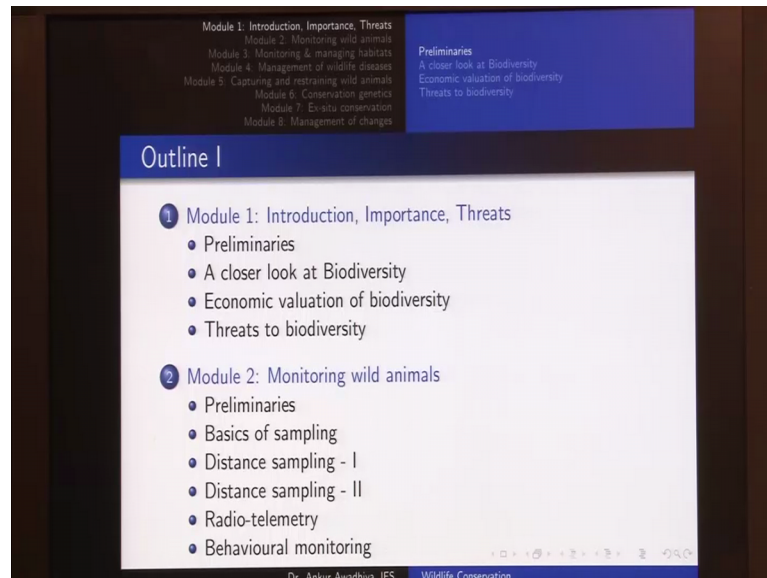 Module 1: Introduction, Importance, Threats
Module 2: Monitoring wild animals
Module 3: Monitoring & managing habitats
Module 4: Management of wildlife diseases
Module 5: Capturing and restraining wild animals
Module 6: Conservation genetics
Module 7: Ex-situ conservation
Module 8: Management of changes
Preliminaries
A closer look at Biodiversity
Economic valuation of biodiversity
Threats to biodiversity
Outline I
1 Module 1: Introduction, Importance, Threats
Preliminaries
A closer look at Biodiversity
Economic valuation of biodiversity
Threats to biodiversity
2 Module 2: Monitoring wild animals
Preliminaries
Basics of sampling
Distance sampling - I
Distance sampling - II
Radio-telemetry
Behavioural monitoring
Dr. Ankur Awadhiya, IFS
Wildlife Conservation